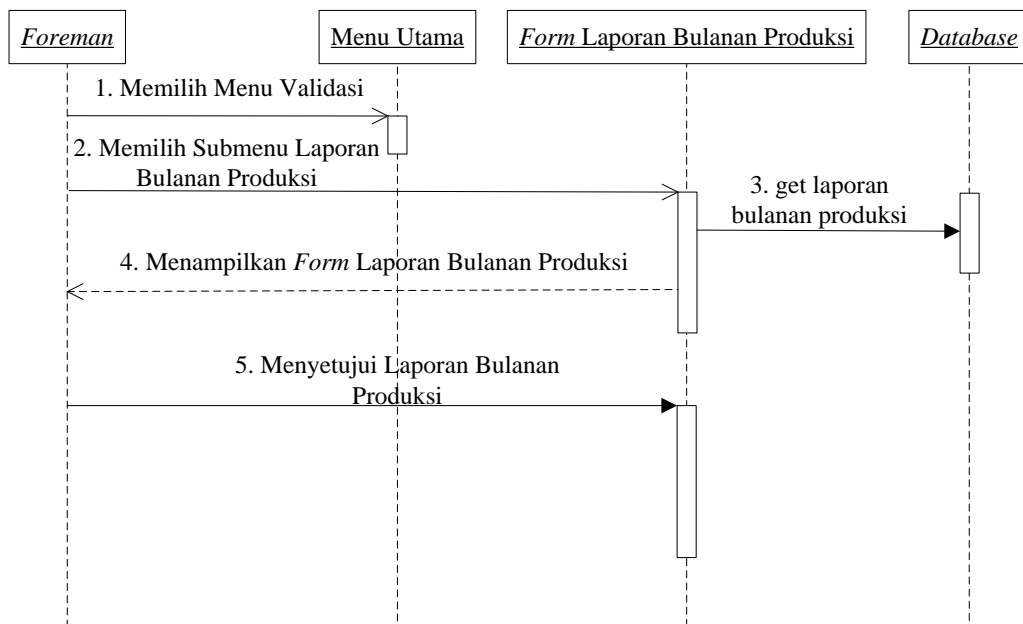 Foreman
Menu Utama
Form Laporan Bulanan Produksi
Database
1. Memilih Menu Validasi
2. Memilih Submenu Laporan
Bulanan Produksi
3. get laporan
bulanan produksi
4. Menampilkan Form Laporan Bulanan Produksi
5. Menyetujui Laporan Bulanan
Produksi